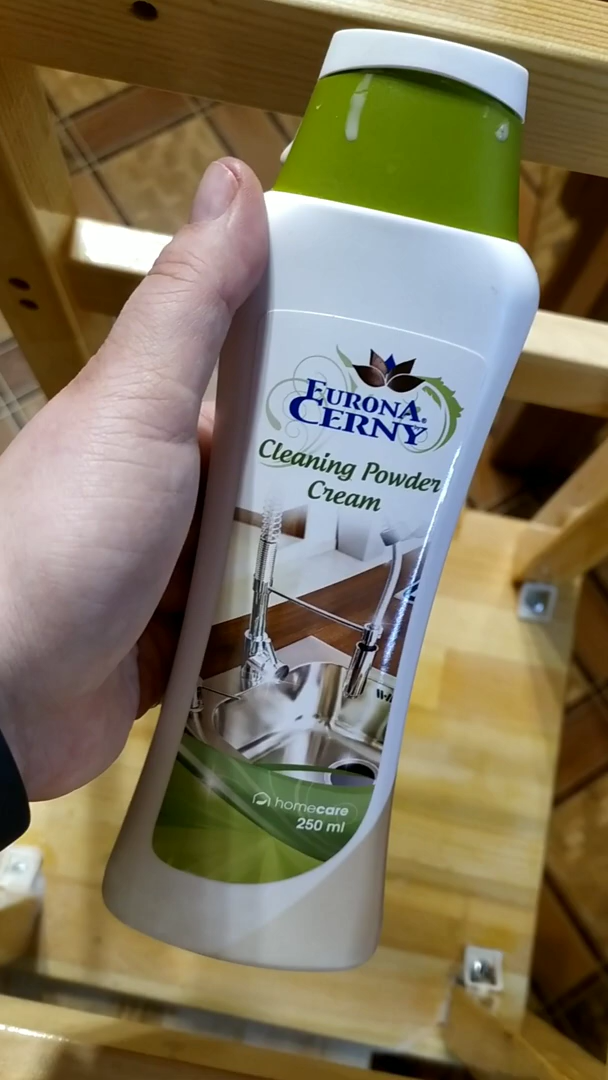 EURONA®
CERNY
Cleaning Powder
Cream
homecare
250 ml